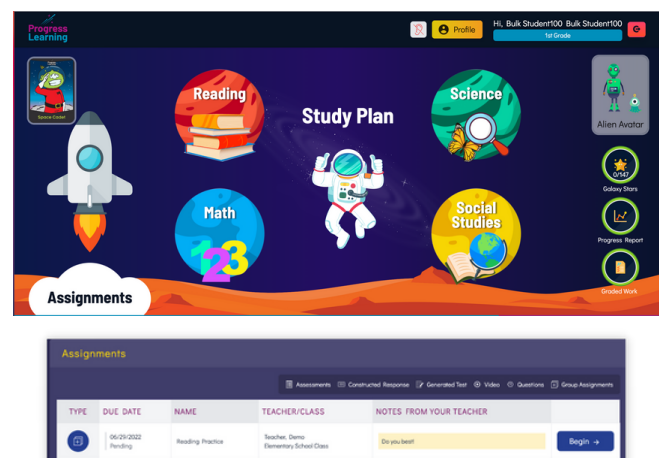 Progress
Learning
Profile
Hi, Bulk Student100 Bulk Student100
1st Grade
Space Cadet
Reading
Study Plan
Science
Alien Avatar
0/147
Galaxy Stars
Math
123
Social
Studies
Progress Report
Graded Work
Assignments
Assignments
Assessments Constructed Response Generated Test Video Questions Group Assignments
TYPE DUE DATE NAME TEACHER/CLASS NOTES FROM YOUR TEACHER
06/29/2022
Pending
Reading Practice
Teacher, Demo
Elementary School Class
Do you best!
Begin →